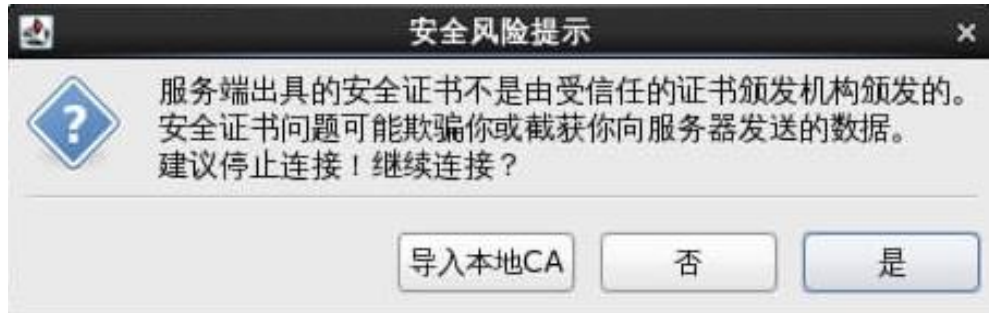 安全风险提示
服务端出具的安全证书不是由受信任的证书颁发机构颁发的。
安全证书问题可能欺骗你或截获你向服务器发送的数据。
建议停止连接！继续连接？
导入本地CA 否 是